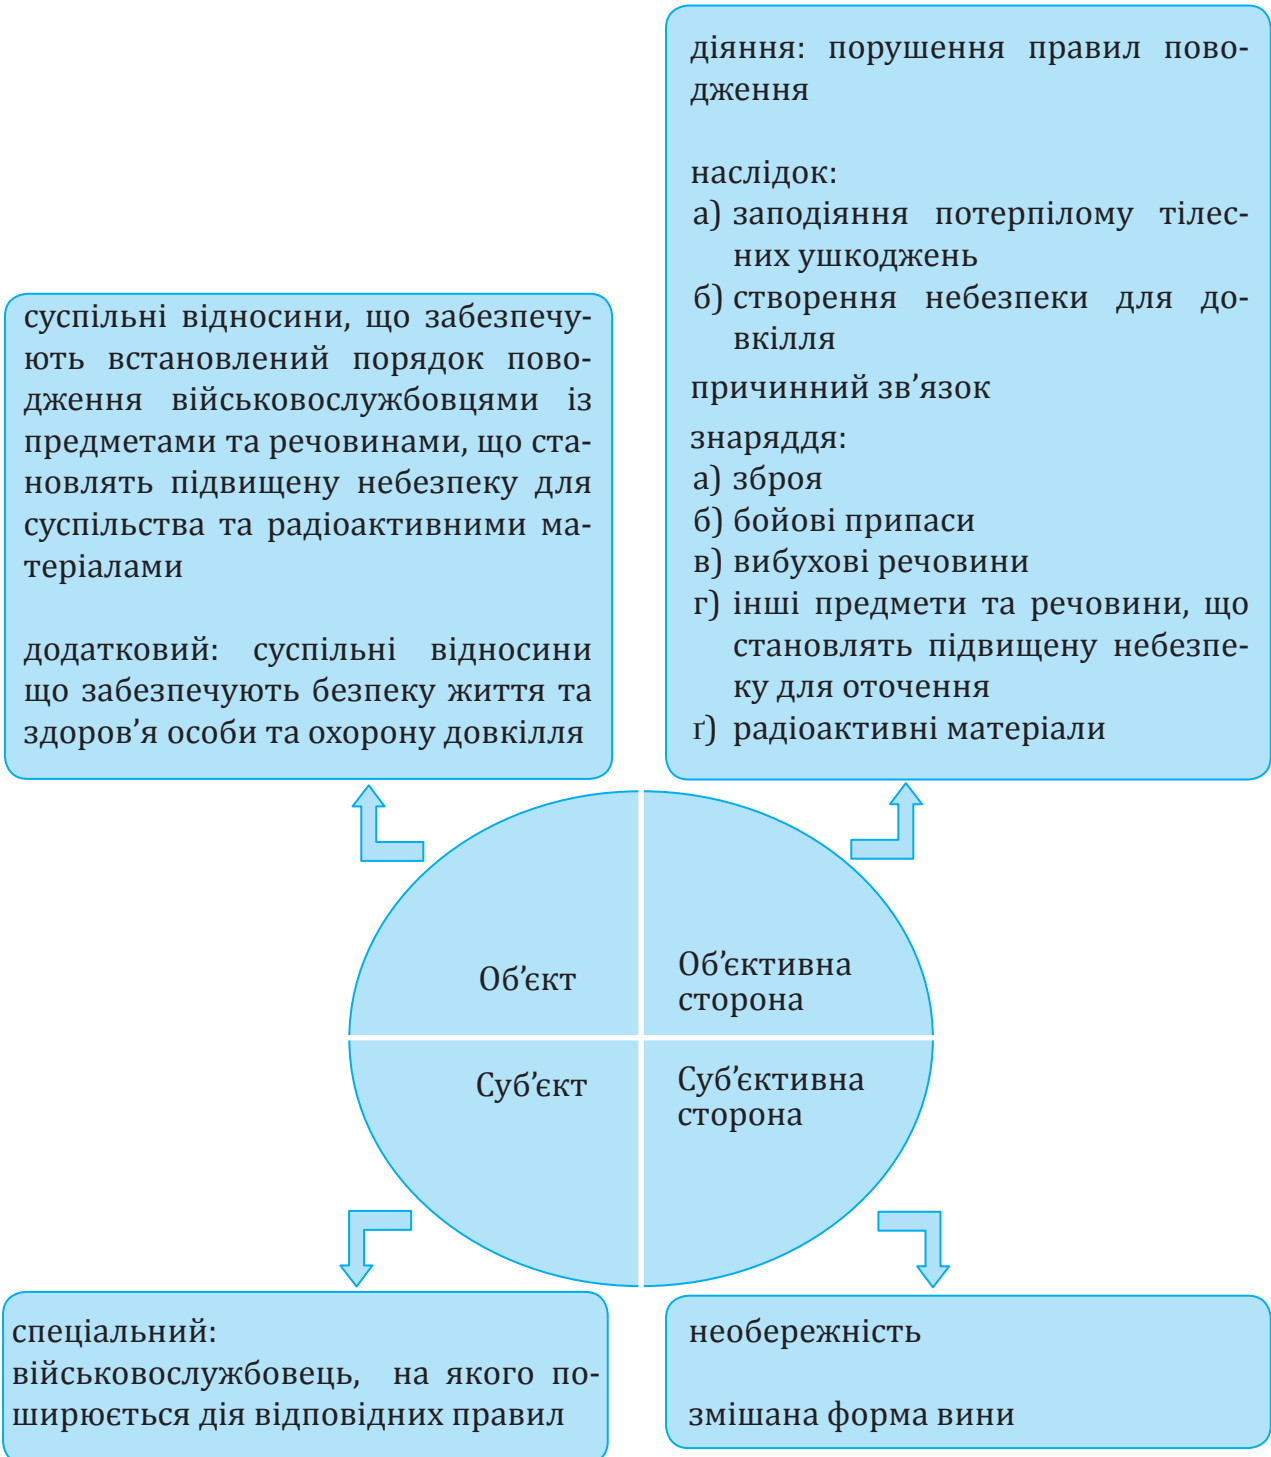 діяння: порушення правил пово-
дження
наслідок:
а) заподіяння потерпілому тілес-
них ушкоджень
б) створення небезпеки для до-
вкілля
причинний зв’язок
знаряддя:
а) зброя
б) бойові припаси
в) вибухові речовини
г) інші предмети та речовини, що
становлять підвищену небезпе-
ку для оточення
ґ) радіоактивні матеріали
суспільні відносини, що забезпечу-
ють встановлений порядок пово-
дження військовослужбовцями із
предметами та речовинами, що ста-
новлять підвищену небезпеку для
суспільства та радіоактивними ма-
теріалами
додатковий: суспільні відносини
що забезпечують безпеку життя та
здоров’я особи та охорону довкілля
Об’єкт
Об’єктивна
сторона
Суб’єкт
Суб’єктивна
сторона
спеціальний:
військовослужбовець, на якого по-
ширюється дія відповідних правил
необережність
змішана форма вини